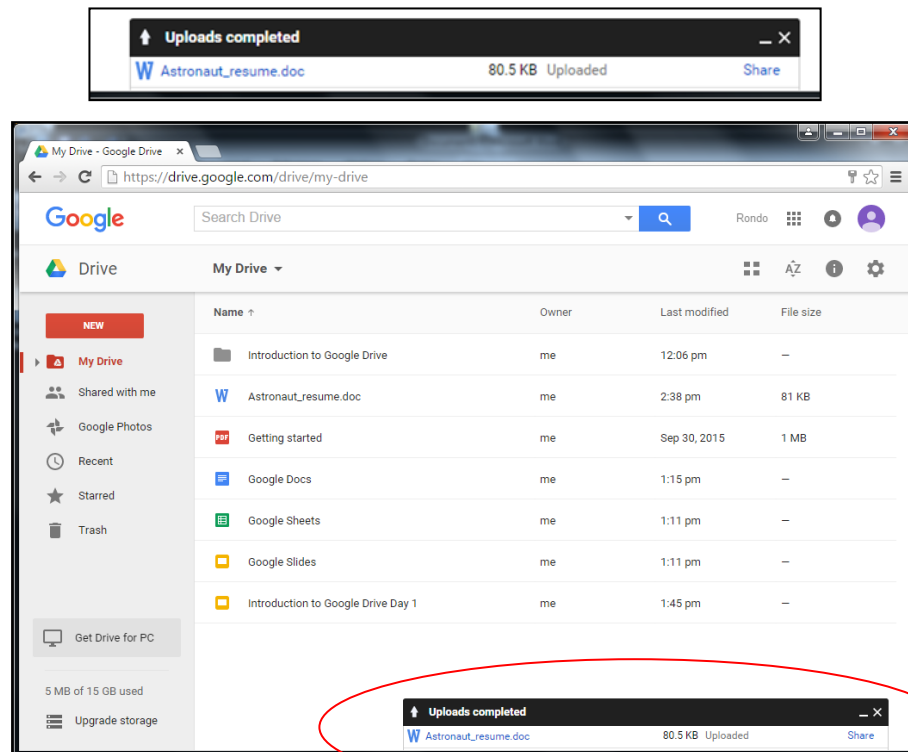 Uploads completed
Astronaut_resume.doc 80.5 KB Uploaded Share
My Drive - Google Drive
https://drive.google.com/drive/my-drive
Google Search Drive Rondo
Drive My Drive
Name Owner Last modified File size
NEW
Introduction to Google Drive me 12:06 pm –
My Drive
Shared with me
Astronaut_resume.doc me 2:38 pm 81 KB
Google Photos
PDF Getting started me Sep 30, 2015 1 MB
Recent
Google Docs me 1:15 pm –
Starred
Google Sheets me 1:11 pm –
Trash
Google Slides me 1:11 pm –
Introduction to Google Drive Day 1 me 1:45 pm –
Get Drive for PC
5 MB of 15 GB used
Upgrade storage
Uploads completed
Astronaut_resume.doc 80.5 KB Uploaded Share